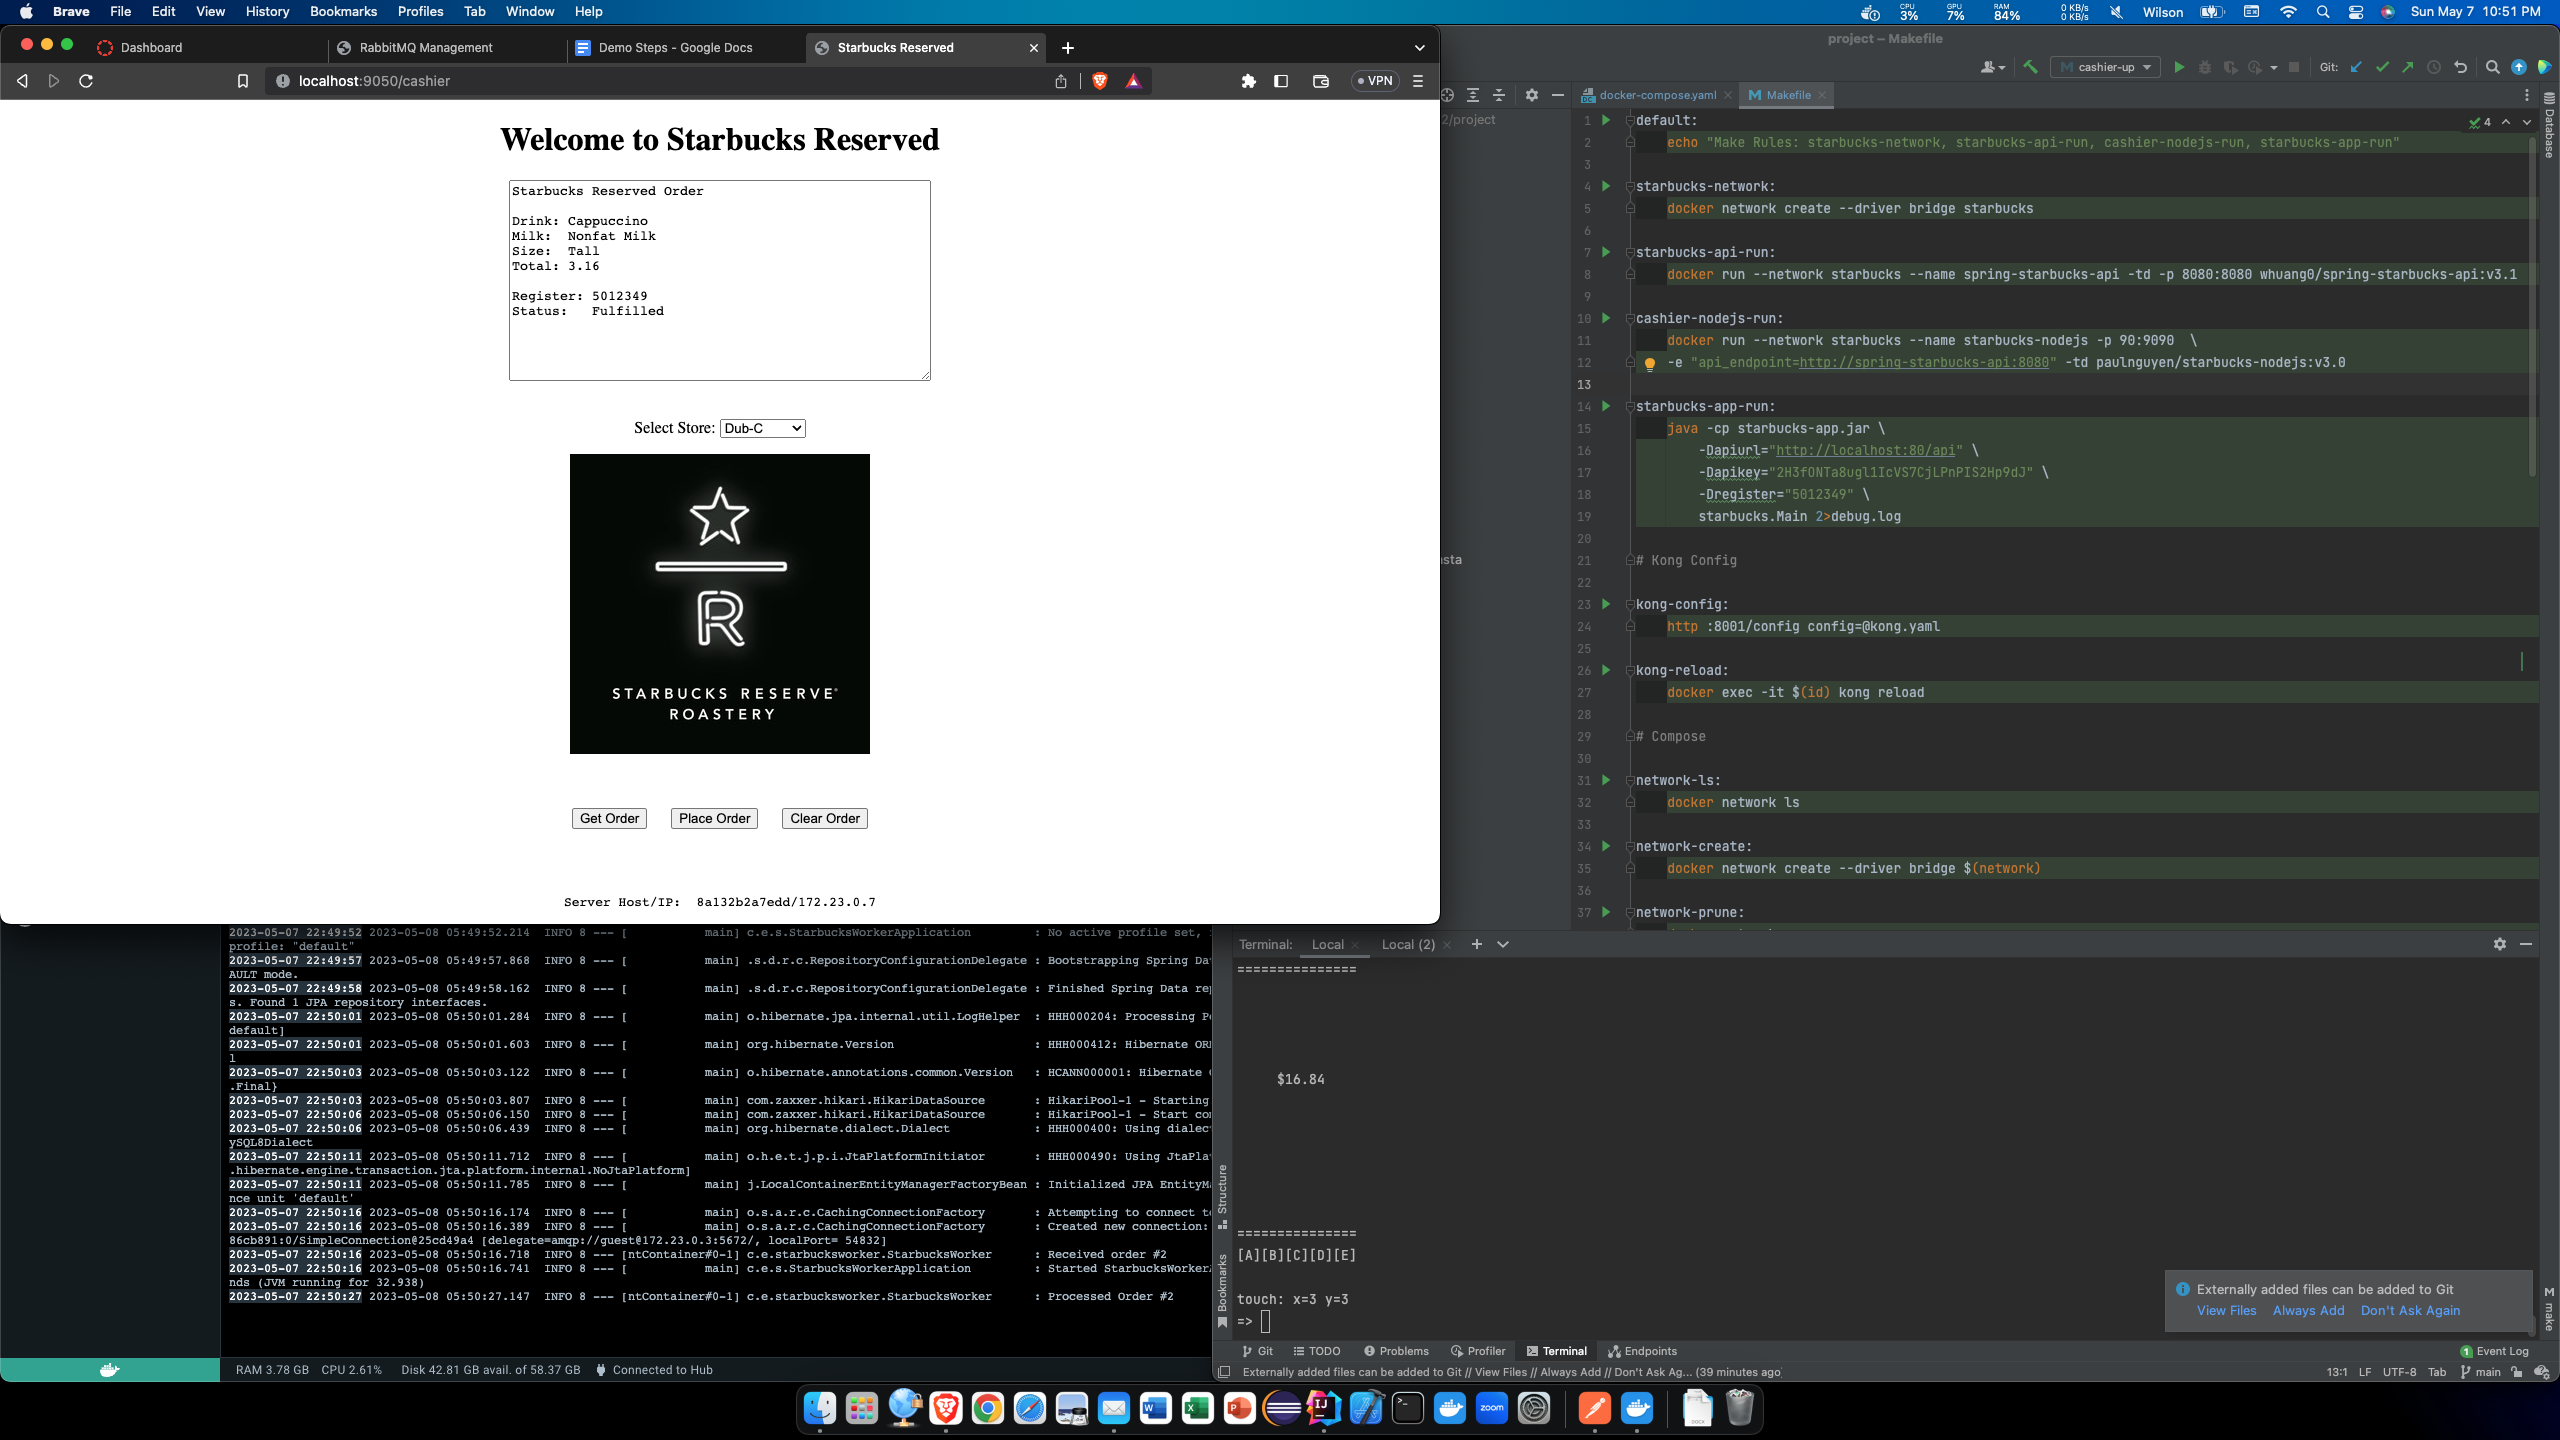 Brave File Edit View History Bookmarks Profiles Tab Window Help
CPU 3% GPU 7% RAM 84% 0 KB/s 0 KB/s Wilson Sun May 7 10:51 PM
Dashboard
RabbitMQ Management
Demo Steps - Google Docs
Starbucks Reserved
localhost:9050/cashier
VPN
Welcome to Starbucks Reserved
Starbucks Reserved Order
Drink: Cappuccino
Milk: Nonfat Milk
Size: Tall
Total: 3.16
Register: 5012349
Status: Fulfilled
Select Store: Dub-C
STARBUCKS RESERVE®
ROASTERY
Get Order Place Order Clear Order
Server Host/IP: 8a132b2a7edd/172.23.0.7
project – Makefile
cashier-up
Git:
2/project
docker-compose.yaml
Makefile
Database
4
1 default:
2 echo "Make Rules: starbucks-network, starbucks-api-run, cashier-nodejs-run, starbucks-app-run"
3
4 starbucks-network:
5 docker network create --driver bridge starbucks
6
7 starbucks-api-run:
8 docker run --network starbucks --name spring-starbucks-api -td -p 8080:8080 whuang0/spring-starbucks-api:v3.1
9
10 cashier-nodejs-run:
11 docker run --network starbucks --name starbucks-nodejs -p 90:9090 \
12 -e "api_endpoint=http://spring-starbucks-api:8080" -td paulnguyen/starbucks-nodejs:v3.0
13
14 starbucks-app-run:
15 java -cp starbucks-app.jar \
16 -Dapiurl="http://localhost:80/api" \
17 -Dapikey="2H3fONTa8ugl1IcVS7CjLPnPIS2Hp9dJ" \
18 -Dregister="5012349" \
19 starbucks.Main 2>debug.log
20
21 # Kong Config
22
23 kong-config:
24 http :8001/config config=@kong.yaml
25
26 kong-reload:
27 docker exec -it $(id) kong reload
28
29 # Compose
30
31 network-ls:
32 docker network ls
33
34 network-create:
35 docker network create --driver bridge $(network)
36
37 network-prune:
2023-05-07 22:49:52 2023-05-08 05:49:52.214 INFO 8 --- [ main] c.e.s.StarbucksWorkerApplication : No active profile set,
profile: "default"
2023-05-07 22:49:57 2023-05-08 05:49:57.868 INFO 8 --- [ main] .s.d.r.c.RepositoryConfigurationDelegate : Bootstrapping Spring Da
AULT mode.
2023-05-07 22:49:58 2023-05-08 05:49:58.162 INFO 8 --- [ main] .s.d.r.c.RepositoryConfigurationDelegate : Finished Spring Data re
s. Found 1 JPA repository interfaces.
2023-05-07 22:50:01 2023-05-08 05:50:01.284 INFO 8 --- [ main] o.hibernate.jpa.internal.util.LogHelper : HHH000204: Processing P
default]
2023-05-07 22:50:01 2023-05-08 05:50:01.603 INFO 8 --- [ main] org.hibernate.Version : HHH000412: Hibernate OR
l
2023-05-07 22:50:03 2023-05-08 05:50:03.122 INFO 8 --- [ main] o.hibernate.annotations.common.Version : HCANN000001: Hibernate
.Final}
2023-05-07 22:50:03 2023-05-08 05:50:03.807 INFO 8 --- [ main] com.zaxxer.hikari.HikariDataSource : HikariPool-1 - Starting
2023-05-07 22:50:06 2023-05-08 05:50:06.150 INFO 8 --- [ main] com.zaxxer.hikari.HikariDataSource : HikariPool-1 - Start co
2023-05-07 22:50:06 2023-05-08 05:50:06.439 INFO 8 --- [ main] org.hibernate.dialect.Dialect : HHH000400: Using dialec
ySQL8Dialect
2023-05-07 22:50:11 2023-05-08 05:50:11.712 INFO 8 --- [ main] o.h.e.t.j.p.i.JtaPlatformInitiator : HHH000490: Using JtaPla
.hibernate.engine.transaction.jta.platform.internal.NoJtaPlatform]
2023-05-07 22:50:11 2023-05-08 05:50:11.785 INFO 8 --- [ main] j.LocalContainerEntityManagerFactoryBean : Initialized JPA EntityM
nce unit 'default'
2023-05-07 22:50:16 2023-05-08 05:50:16.174 INFO 8 --- [ main] o.s.a.r.c.CachingConnectionFactory : Attempting to connect t
2023-05-07 22:50:16 2023-05-08 05:50:16.389 INFO 8 --- [ main] o.s.a.r.c.CachingConnectionFactory : Created new connection:
86cb891:0/SimpleConnection@25cd49a4 [delegate=amqp://guest@172.23.0.3:5672/, localPort= 54832]
2023-05-07 22:50:16 2023-05-08 05:50:16.718 INFO 8 --- [ntContainer#0-1] c.e.starbucksworker.StarbucksWorker : Received order #2
2023-05-07 22:50:16 2023-05-08 05:50:16.741 INFO 8 --- [ main] c.e.s.StarbucksWorkerApplication : Started StarbucksWorker
nds (JVM running for 32.938)
2023-05-07 22:50:27 2023-05-08 05:50:27.147 INFO 8 --- [ntContainer#0-1] c.e.starbucksworker.StarbucksWorker : Processed Order #2
RAM 3.78 GB CPU 2.61% Disk 42.81 GB avail. of 58.37 GB Connected to Hub
Terminal: Local Local (2)
===============
$16.84
===============
[A][B][C][D][E]
touch: x=3 y=3
=>
Structure
Bookmarks
make
Externally added files can be added to Git
View Files Always Add Don't Ask Again
Git TODO Problems Profiler Terminal Endpoints
1 Event Log
Externally added files can be added to Git // View Files // Always Add // Don't Ask Ag... (39 minutes ago)
13:1 LF UTF-8 Tab main
zoom